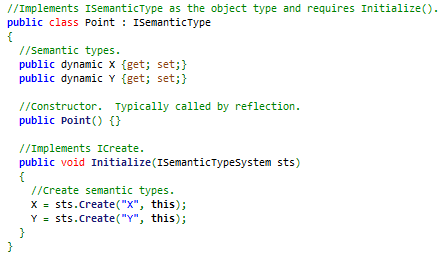 //Implements ISemanticType as the object type and requires Initialize().
public class Point : ISemanticType
{
  //Semantic types.
  public dynamic X {get; set;}
  public dynamic Y {get; set;}

  //Constructor.  Typically called by reflection.
  public Point() {}

  //Implements ICreate.
  public void Initialize(ISemanticTypeSystem sts)
  {
    //Create semantic types.
    X = sts.Create("X", this);
    Y = sts.Create("Y", this);
  }
}